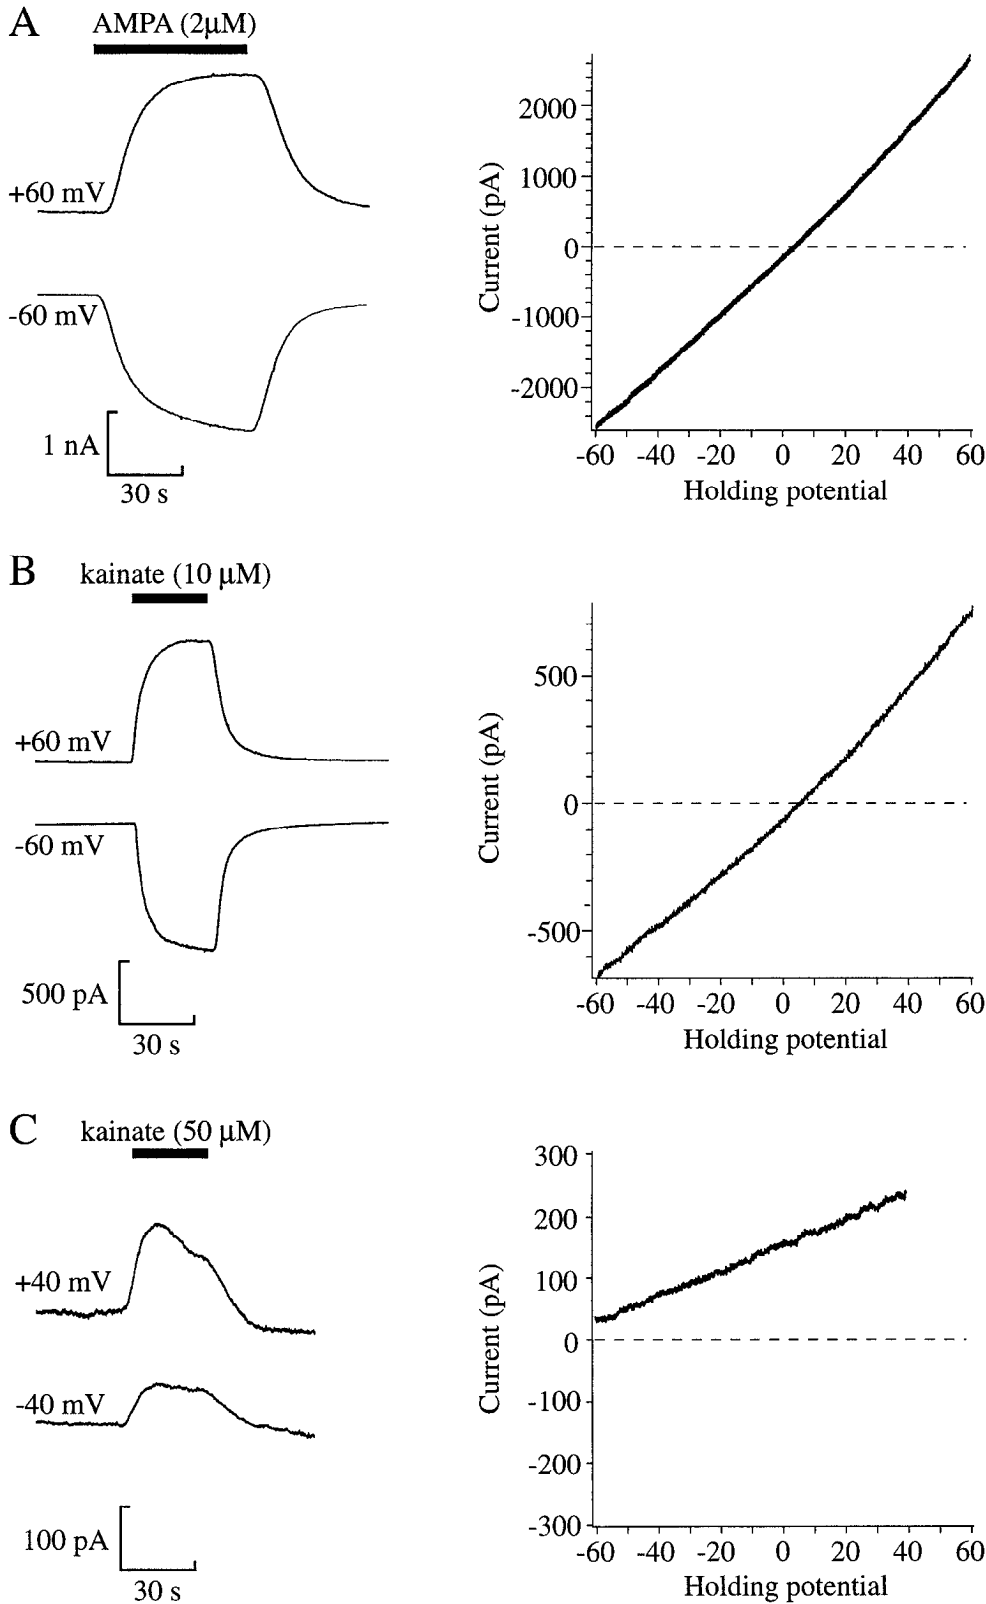 A
AMPA (2µM)
+60 mV
-60 mV
1 nA
30 s
Current (pA)
2000
1000
0
-1000
-2000
-60 -40 -20 0 20 40 60
Holding potential
B
kainate (10 µM)
+60 mV
-60 mV
500 pA
30 s
Current (pA)
500
0
-500
-60 -40 -20 0 20 40 60
Holding potential
C
kainate (50 µM)
+40 mV
-40 mV
100 pA
30 s
Current (pA)
300
200
100
0
-100
-200
-300
-60 -40 -20 0 20 40 60
Holding potential